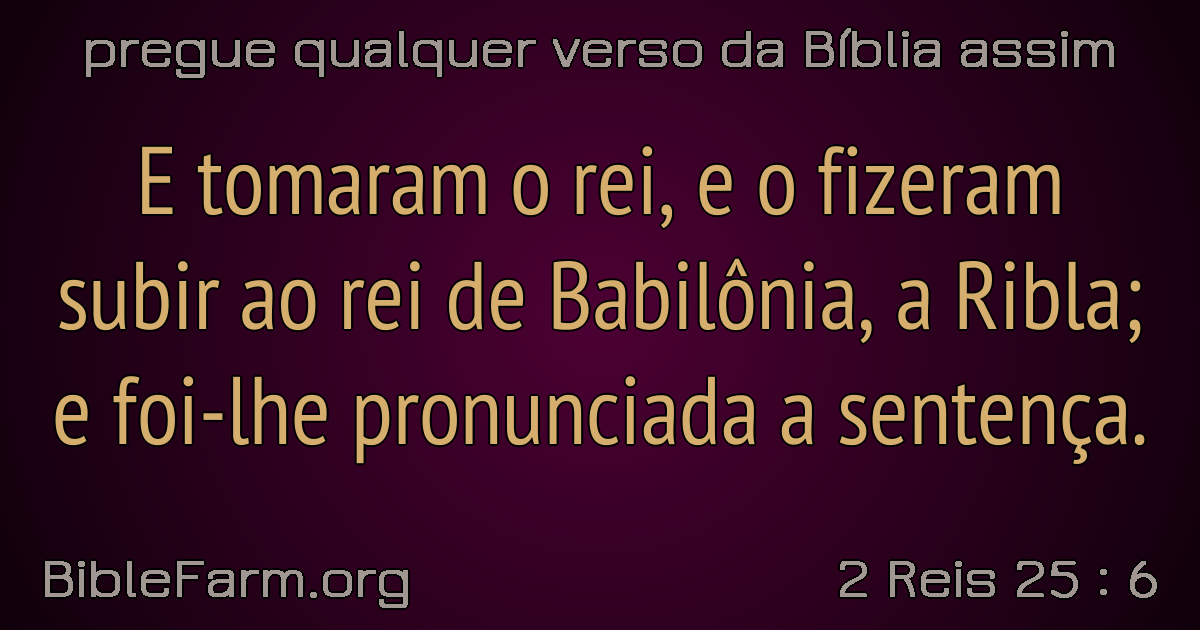 pregue qualquer verso da Bíblia assim
E tomaram o rei, e o fizeram
subir ao rei de Babilônia, a Ribla;
e foi-lhe pronunciada a sentença.
BibleFarm.org
2 Reis 25 : 6